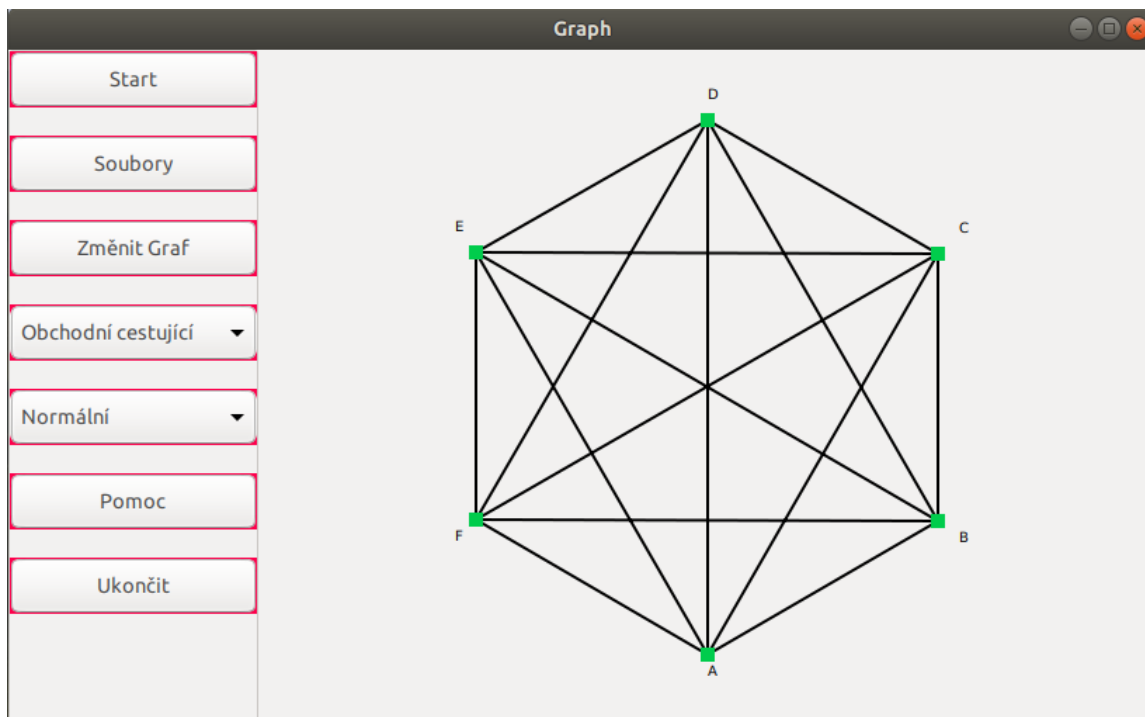 Graph
Start
Soubory
Změnit Graf
Obchodní cestující
Normální
Pomoc
Ukončit
D
E
C
F
B
A